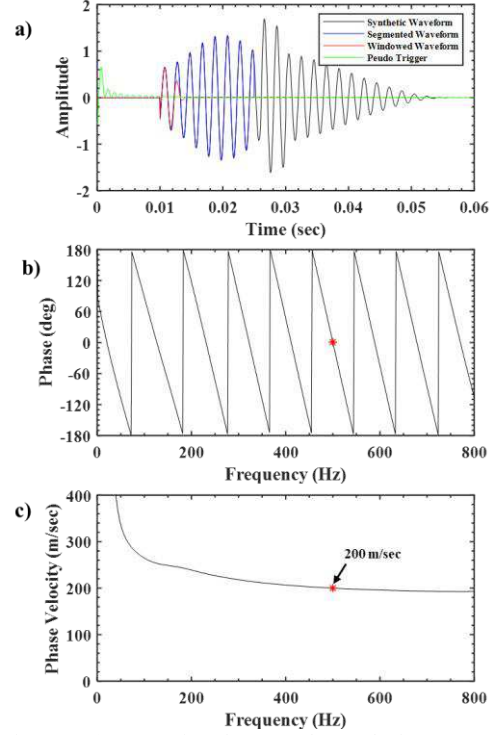 a)
2
1
0
-1
-2
Amplitude
Synthetic Waveform
Segmented Waveform
Windowed Waveform
Peudo Trigger
0 0.01 0.02 0.03 0.04 0.05 0.06
Time (sec)
b)
180
120
60
0
-60
-120
-180
Phase (deg)
0 200 400 600 800
Frequency (Hz)
c)
400
300
200
100
0
Phase Velocity (m/sec)
200 m/sec
0 200 400 600 800
Frequency (Hz)